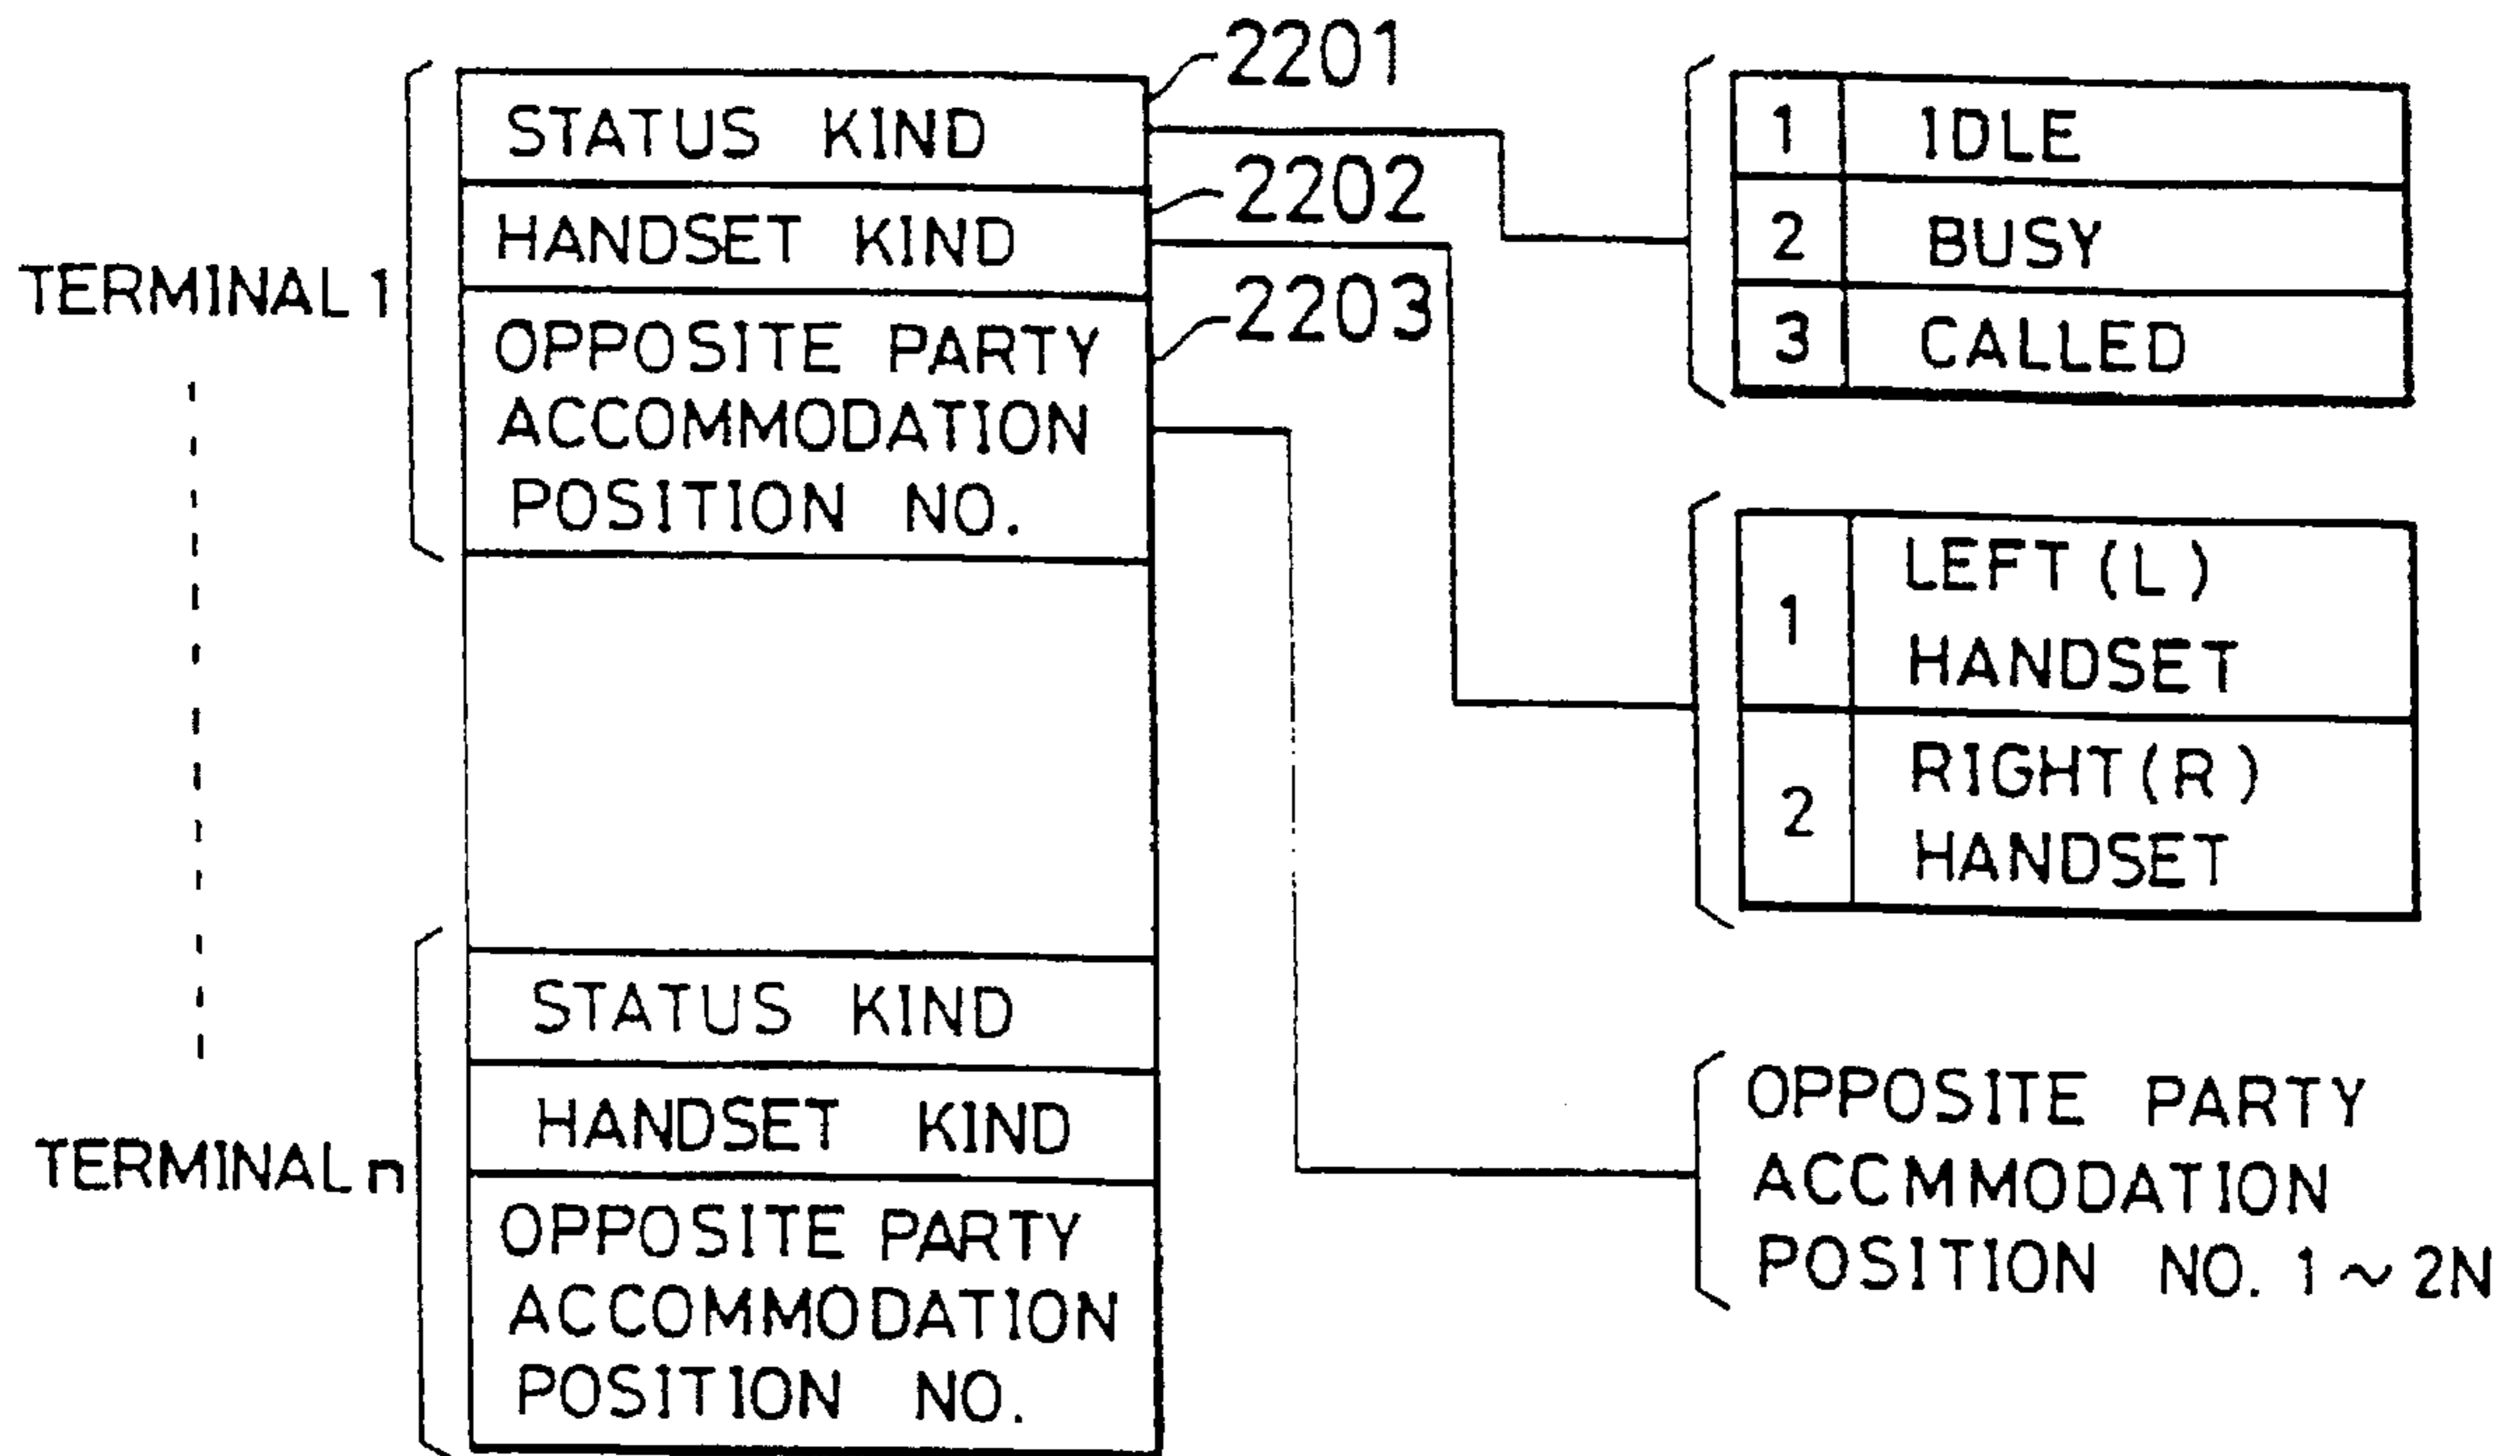 TERMINAL 1
STATUS KIND
2201
HANDSET KIND
2202
OPPOSITE PARTY
ACCOMMODATION
POSITION NO.
2203
1 IDLE
2 BUSY
3 CALLED
1 LEFT (L)
HANDSET
2 RIGHT (R)
HANDSET
TERMINAL n
STATUS KIND
HANDSET KIND
OPPOSITE PARTY
ACCOMMODATION
POSITION NO.
OPPOSITE PARTY
ACCMMODATION
POSITION NO. 1 ~ 2N